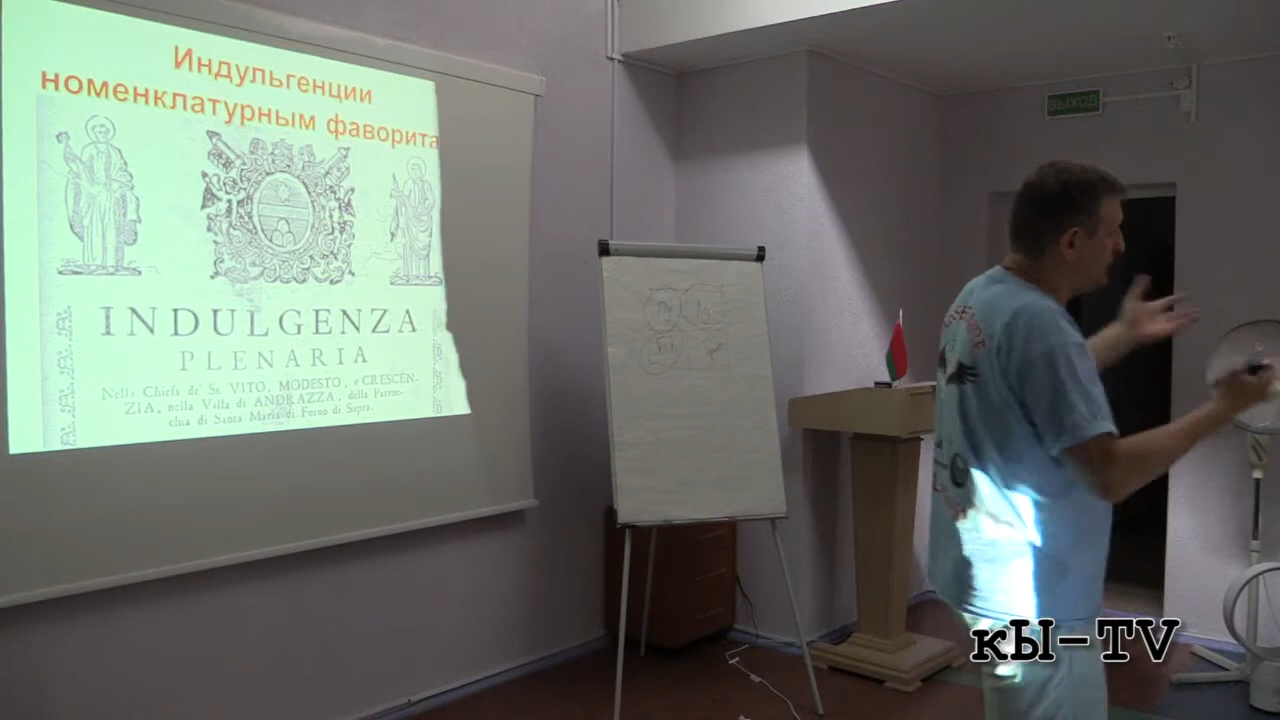 Индульгенции
номенклатурным фаворита
INDULGENZA
PLENARIA
Nella Chiesa de' Ss. VITO, MODESTO, e CRESCEN-
ZIA, nella Villa di ANDRAZZA, della Parroc-
chia di Santa Maria di Forno di Sopra.
ВЫХОД
кЫ-TV